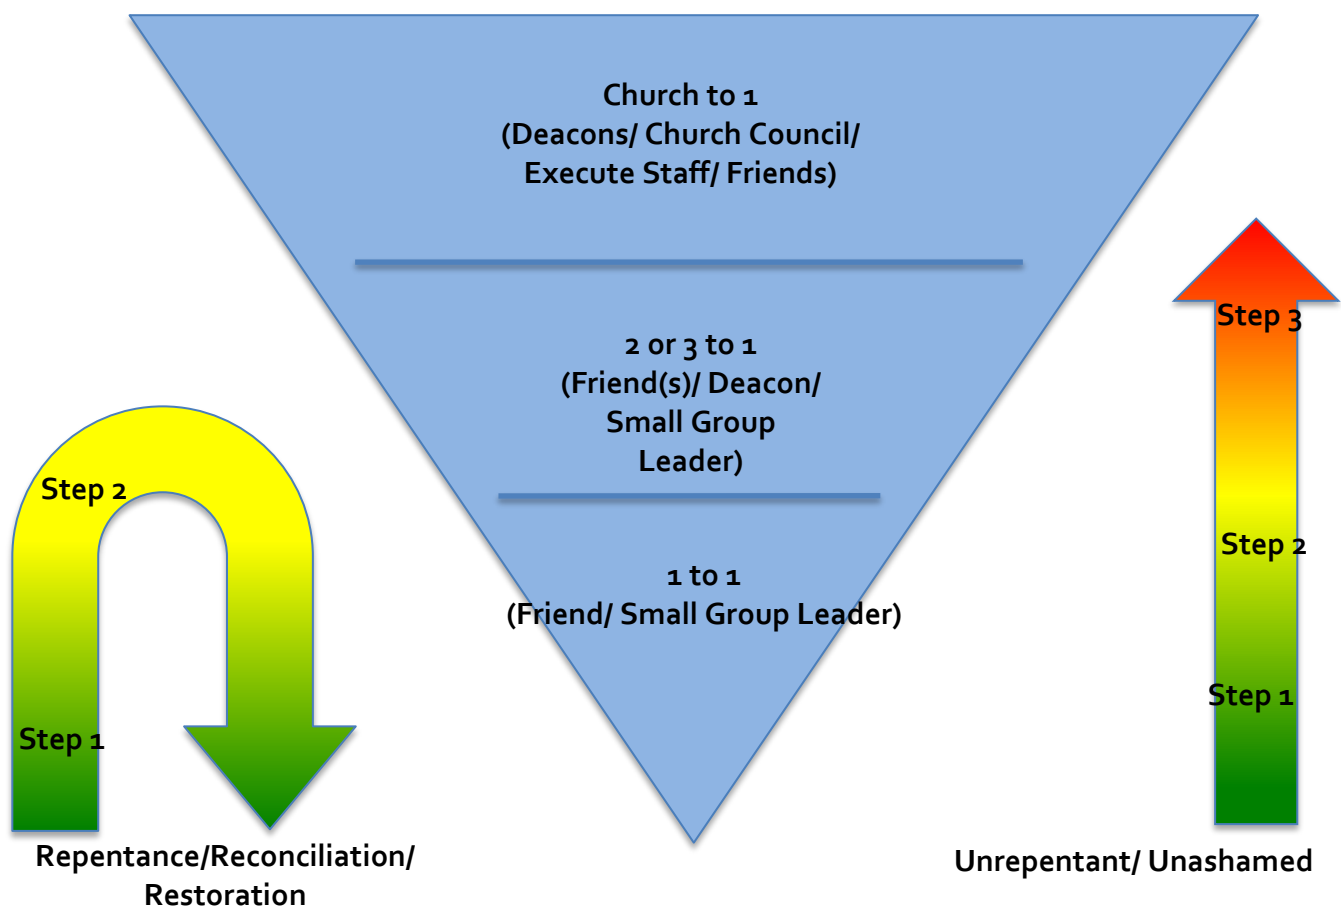 Church to 1
(Deacons/ Church Council/
Execute Staff/ Friends)
2 or 3 to 1
(Friend(s)/ Deacon/
Small Group
Leader)
1 to 1
(Friend/ Small Group Leader)
Step 2
Step 1
Repentance/Reconciliation/
Restoration
Step 3
Step 2
Step 1
Unrepentant/ Unashamed